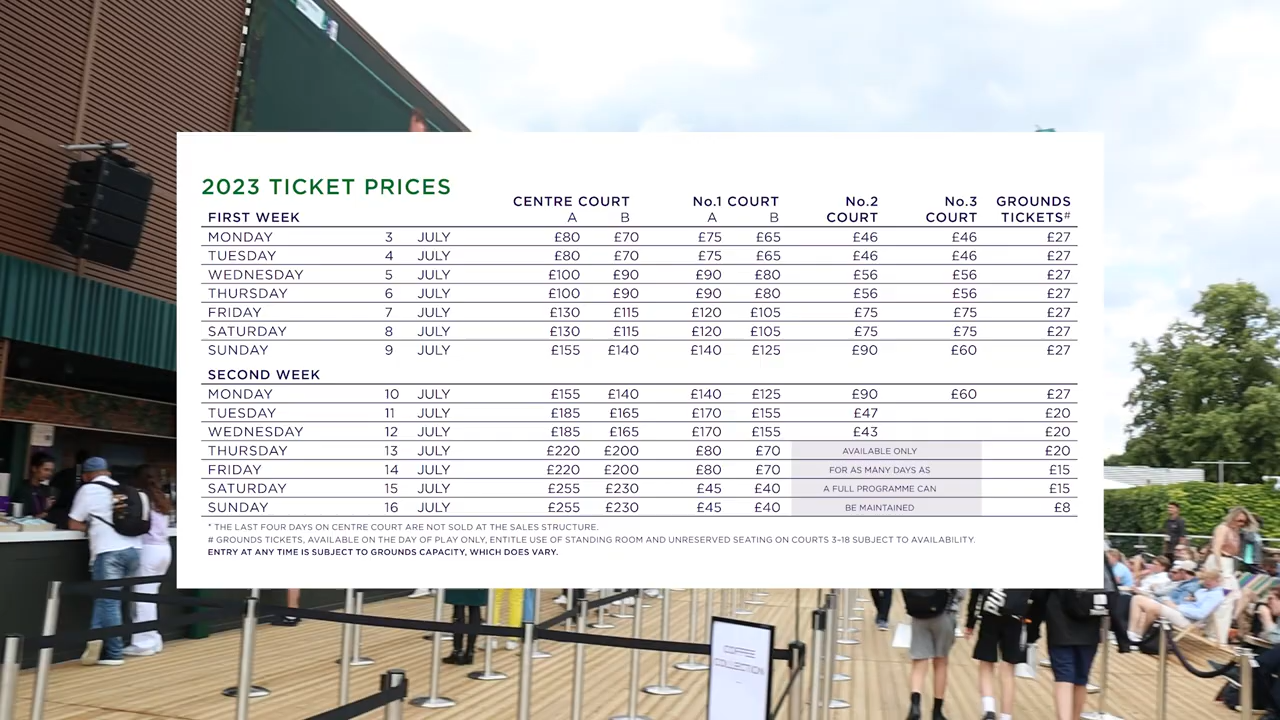 2023 TICKET PRICES
CENTRE COURT No.1 COURT No.2 No.3 GROUNDS
FIRST WEEK A B A B COURT COURT TICKETS#
MONDAY 3 JULY £80 £70 £75 £65 £46 £46 £27
TUESDAY 4 JULY £80 £70 £75 £65 £46 £46 £27
WEDNESDAY 5 JULY £100 £90 £90 £80 £56 £56 £27
THURSDAY 6 JULY £100 £90 £90 £80 £56 £56 £27
FRIDAY 7 JULY £130 £115 £120 £105 £75 £75 £27
SATURDAY 8 JULY £130 £115 £120 £105 £75 £75 £27
SUNDAY 9 JULY £155 £140 £140 £125 £90 £60 £27
SECOND WEEK
MONDAY 10 JULY £155 £140 £140 £125 £90 £60 £27
TUESDAY 11 JULY £185 £165 £170 £155 £47 £20
WEDNESDAY 12 JULY £185 £165 £170 £155 £43 £20
THURSDAY 13 JULY £220 £200 £80 £70 AVAILABLE ONLY £20
FRIDAY 14 JULY £220 £200 £80 £70 FOR AS MANY DAYS AS £15
SATURDAY 15 JULY £255 £230 £45 £40 A FULL PROGRAMME CAN £15
SUNDAY 16 JULY £255 £230 £45 £40 BE MAINTAINED £8
* THE LAST FOUR DAYS ON CENTRE COURT ARE NOT SOLD AT THE SALES STRUCTURE.
# GROUNDS TICKETS, AVAILABLE ON THE DAY OF PLAY ONLY, ENTITLE USE OF STANDING ROOM AND UNRESERVED SEATING ON COURTS 3-18 SUBJECT TO AVAILABILITY.
ENTRY AT ANY TIME IS SUBJECT TO GROUNDS CAPACITY, WHICH DOES VARY.
COFFEE
COLLECTION